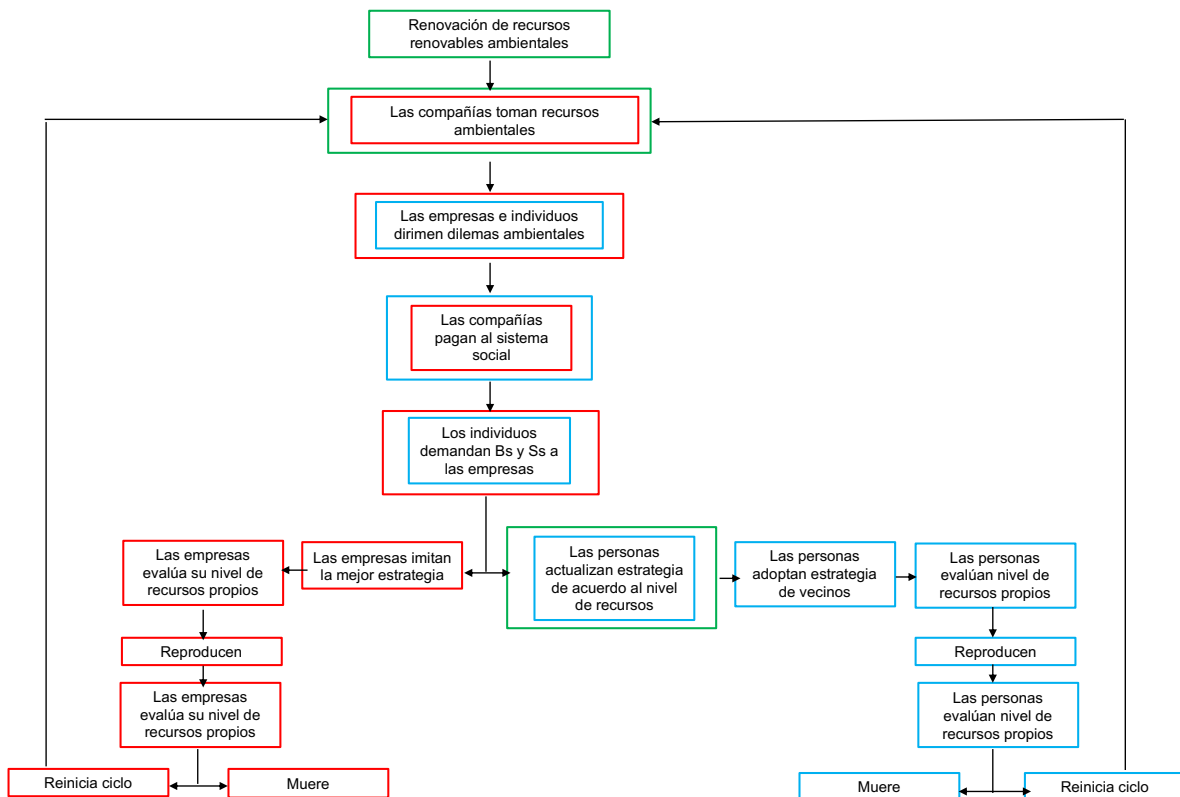 Renovación de recursos
renovables ambientales
Las compañías toman recursos
ambientales
Las empresas e individuos
dirimen dilemas ambientales
Las compañías
pagan al sistema
social
Los individuos
demandan Bs y Ss a
las empresas
Las empresas
evalúa su nivel de
recursos propios
Las empresas imitan
la mejor estrategia
Las personas
actualizan estrategia
de acuerdo al nivel
de recursos
Las personas
adoptan estrategia
de vecinos
Las personas
evalúan nivel de
recursos propios
Reproducen
Reproducen
Las empresas
evalúa su nivel de
recursos propios
Las personas
evalúan nivel de
recursos propios
Reinicia ciclo
Muere
Muere
Reinicia ciclo